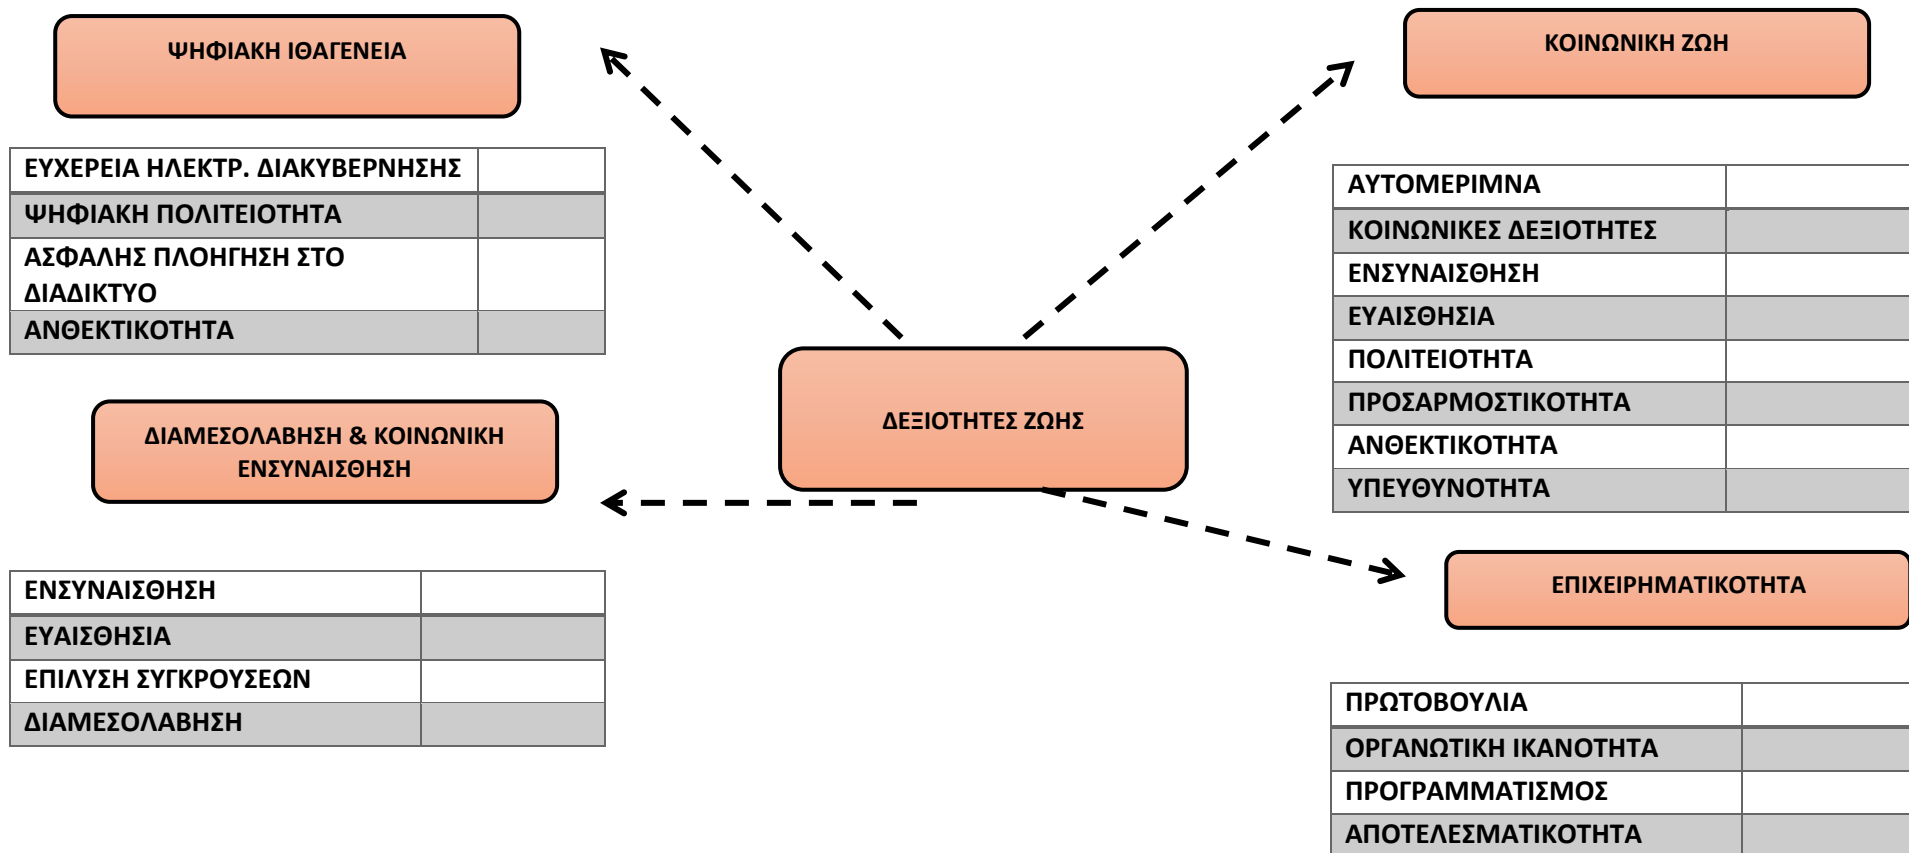 ΨΗΦΙΑΚΗ ΙΘΑΓΕΝΕΙΑ
ΕΥΧΕΡΕΙΑ ΗΛΕΚΤΡ. ΔΙΑΚΥΒΕΡΝΗΣΗΣ
ΨΗΦΙΑΚΗ ΠΟΛΙΤΕΙΟΤΗΤΑ
ΑΣΦΑΛΗΣ ΠΛΟΗΓΗΣΗ ΣΤΟ
ΔΙΑΔΙΚΤΥΟ
ΑΝΘΕΚΤΙΚΟΤΗΤΑ
ΔΙΑΜΕΣΟΛΑΒΗΣΗ & ΚΟΙΝΩΝΙΚΗ
ΕΝΣΥΝΑΙΣΘΗΣΗ
ΕΝΣΥΝΑΙΣΘΗΣΗ
ΕΥΑΙΣΘΗΣΙΑ
ΕΠΙΛΥΣΗ ΣΥΓΚΡΟΥΣΕΩΝ
ΔΙΑΜΕΣΟΛΑΒΗΣΗ
ΔΕΞΙΟΤΗΤΕΣ ΖΩΗΣ
ΚΟΙΝΩΝΙΚΗ ΖΩΗ
ΑΥΤΟΜΕΡΙΜΝΑ
ΚΟΙΝΩΝΙΚΕΣ ΔΕΞΙΟΤΗΤΕΣ
ΕΝΣΥΝΑΙΣΘΗΣΗ
ΕΥΑΙΣΘΗΣΙΑ
ΠΟΛΙΤΕΙΟΤΗΤΑ
ΠΡΟΣΑΡΜΟΣΤΙΚΟΤΗΤΑ
ΑΝΘΕΚΤΙΚΟΤΗΤΑ
ΥΠΕΥΘΥΝΟΤΗΤΑ
ΕΠΙΧΕΙΡΗΜΑΤΙΚΟΤΗΤΑ
ΠΡΩΤΟΒΟΥΛΙΑ
ΟΡΓΑΝΩΤΙΚΗ ΙΚΑΝΟΤΗΤΑ
ΠΡΟΓΡΑΜΜΑΤΙΣΜΟΣ
ΑΠΟΤΕΛΕΣΜΑΤΙΚΟΤΗΤΑ